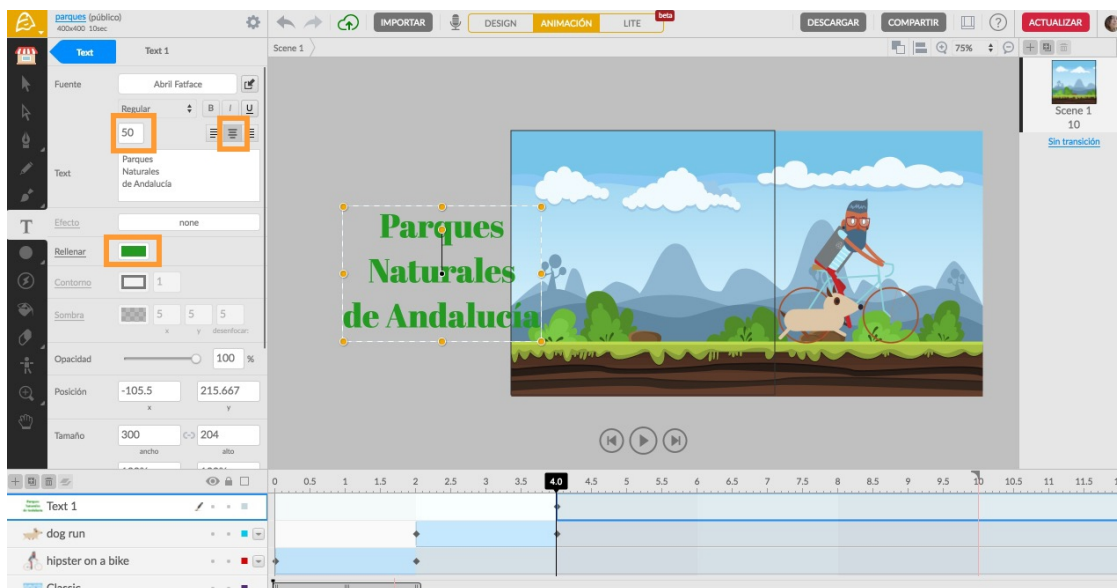 parques (público)
400x400 10sec
IMPORTAR
DESIGN ANIMACIÓN LITE beta
DESCARGAR COMPARTIR ? ACTUALIZAR
Text Text 1
Scene 1
75%
Fuente Abril Fatface
Regular B I U
50
Text
Parques
Naturales
de Andalucía
T
Efecto none
Rellenar
Contorno 1
Sombra 5 5 5
x y desenfocar
Opacidad 100 %
Posición -105.5 215.667
x y
Tamaño 300 204
ancho alto
Parques
Naturales
de Andalucía
Scene 1
10
Sin transición
0 0.5 1 1.5 2 2.5 3 3.5 4.0 4.5 5 5.5 6 6.5 7 7.5 8 8.5 9 9.5 10 10.5 11 11.5
Text 1
dog run
hipster on a bike
Classic